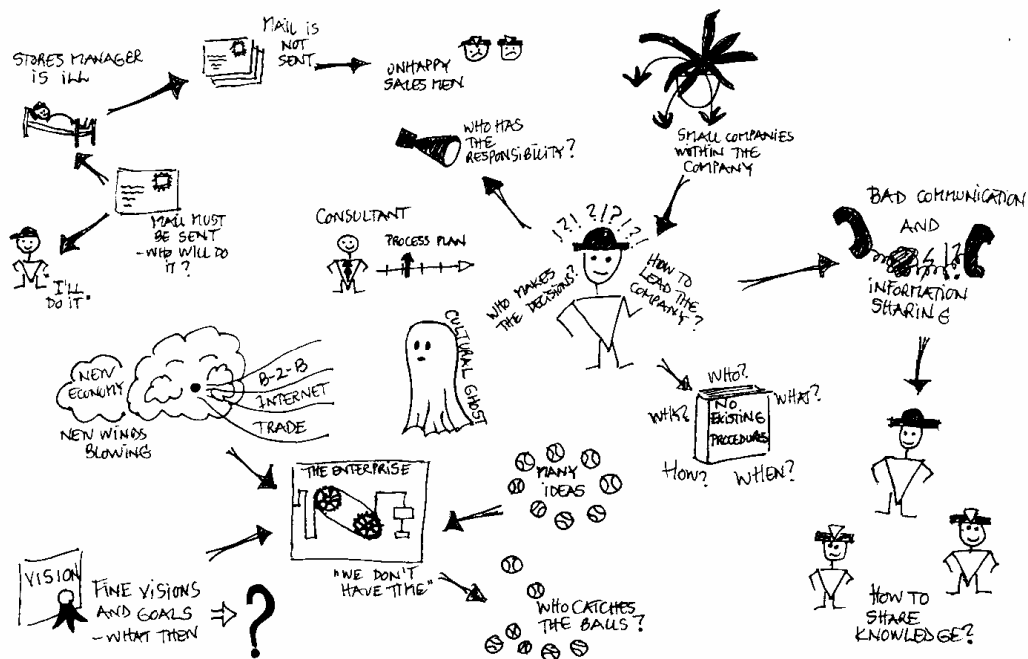 STORES MANAGER
IS ILL
MAIL IS
NOT
SENT
UNHAPPY
SALES MEN
WHO HAS
THE
RESPONSIBILITY?
SMALL COMPANIES
WITHIN THE
COMPANY
BAD COMMUNICATION
AND
!?
INFORMATION
SHARING
MAIL MUST
BE SENT
- WHO WILL DO
IT?
"I'LL
DO IT"
CONSULTANT
PROCESS PLAN
!?! ?!?!?!
WHO MAKES
THE DECISIONS?
HOW TO
LEAD THE
COMPANY?
NEW
ECONOMY
B-2-B
INTERNET
TRADE
NEW WINDS
BLOWING
CULTURAL GHOST
WHO?
WHY?
WHAT?
NO
EXISTING
PROCEDURES
HOW?
WHEN?
THE ENTERPRISE
MANY
IDEAS
"WE DON'T
HAVE TIME"
VISION
FINE VISIONS
AND GOALS
- WHAT THEN
?
WHO CATCHES
THE BALLS?
HOW TO
SHARE
KNOWLEDGE?